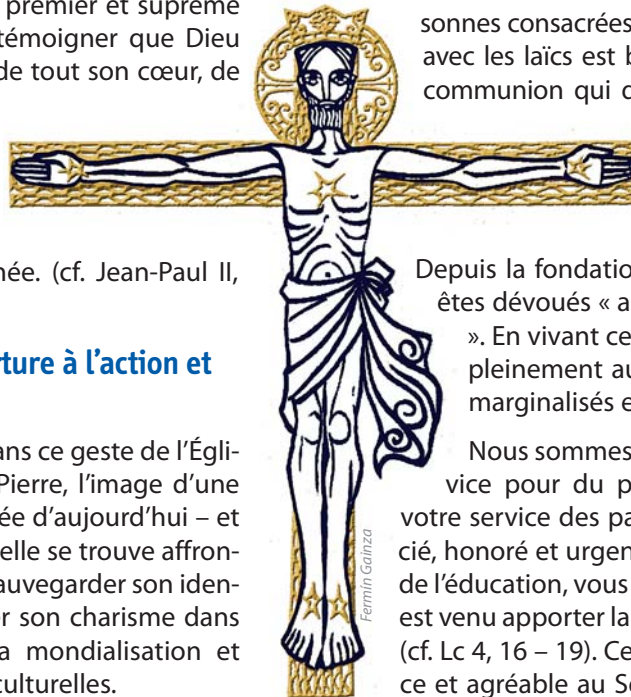 premier et suprême
témoigner que Dieu
de tout son cœur, de
née. (cf. Jean-Paul II,
ture à l’action et
ans ce geste de l’Égli-
Pierre, l’image d’une
ée d’aujourd’hui – et
elle se trouve affron-
auvegarder son iden-
er son charisme dans
a mondialisation et
culturelles.
sonnes consacrées
avec les laïcs est b
communion qui d
Depuis la fondatio
êtes dévoués « a
». En vivant ce
pleinement au
marginalisés e
Nous sommes
vice pour du p
votre service des pa
cié, honoré et urgen
de l’éducation, vous
est venu apporter la
(cf. Lc 4, 16 – 19). Ce
ce et agréable au Se
Fermín Gainza